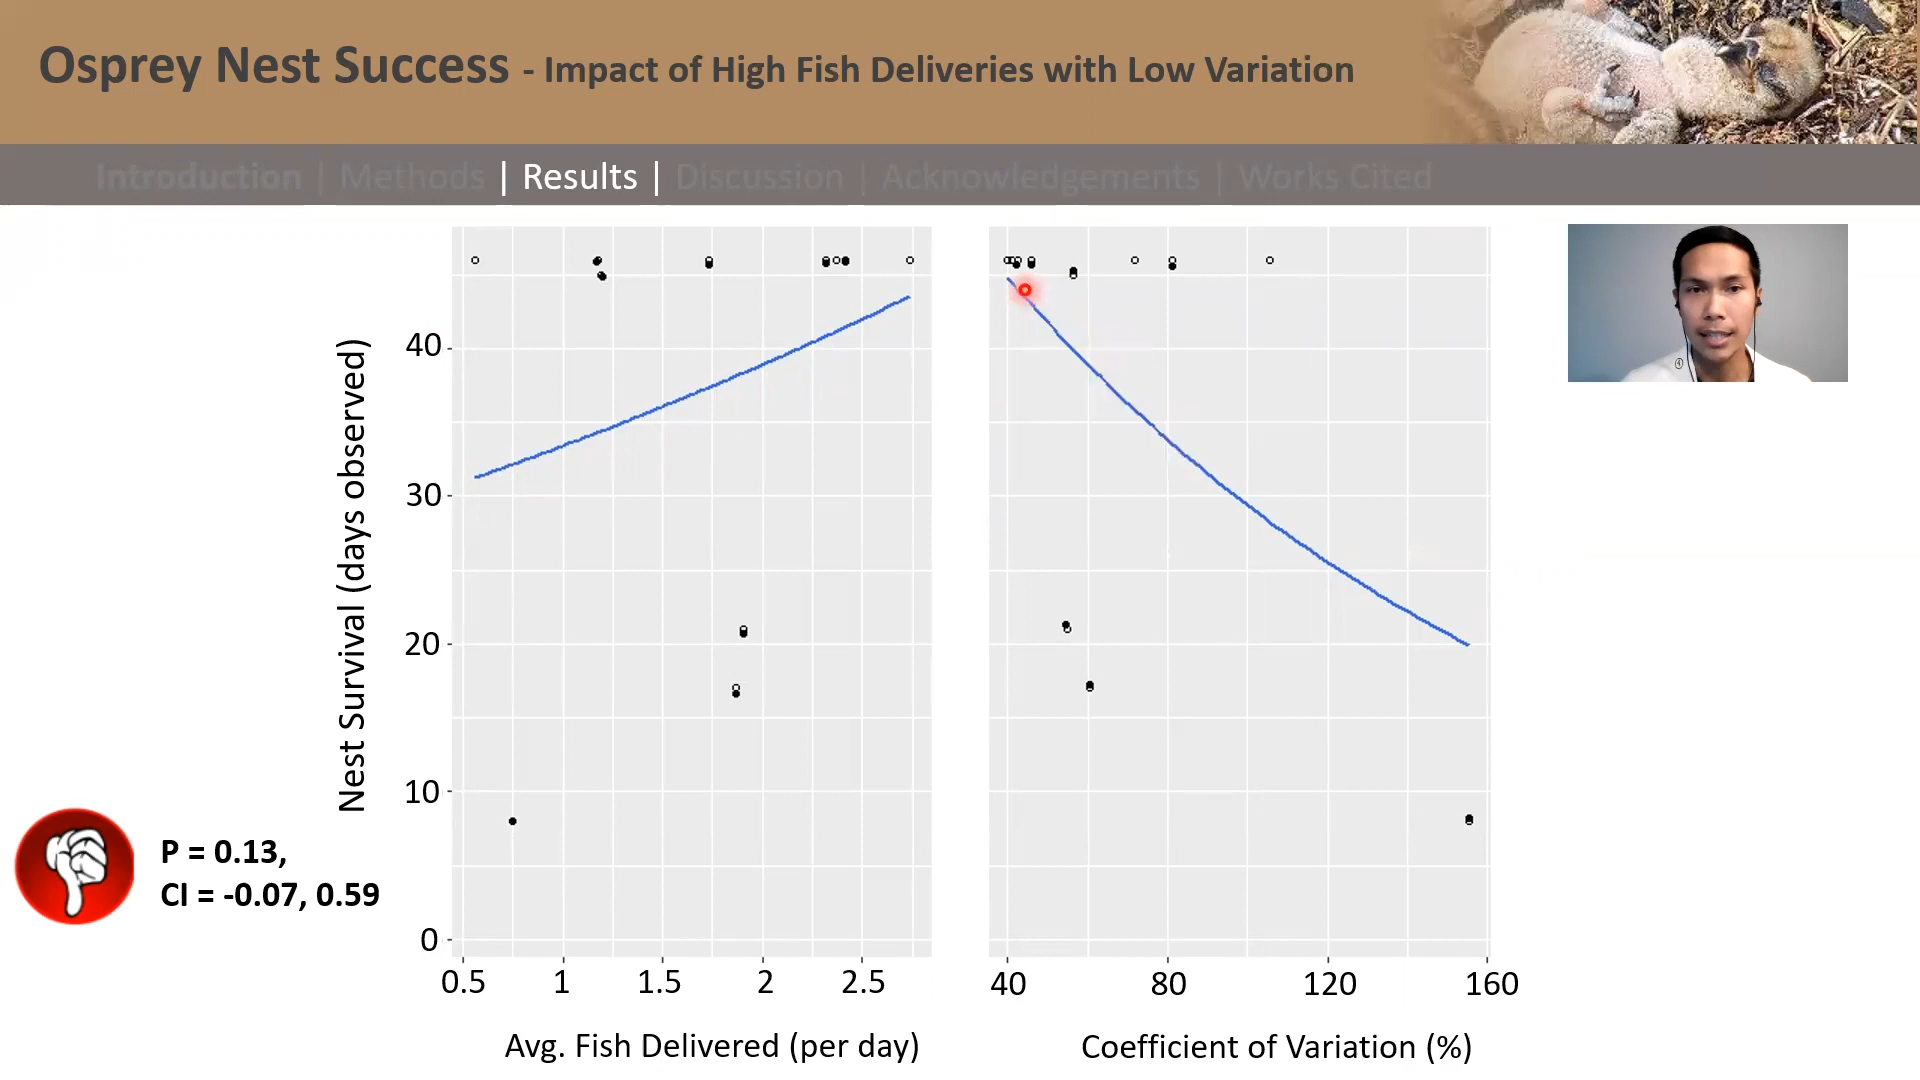 Osprey Nest Success - Impact of High Fish Deliveries with Low Variation
Introduction | Methods | Results | Discussion | Acknowledgements | Works Cited
Nest Survival (days observed)
40
30
20
10
0
0.5 1 1.5 2 2.5
Avg. Fish Delivered (per day)
40 80 120 160
Coefficient of Variation (%)
P = 0.13,
CI = -0.07, 0.59